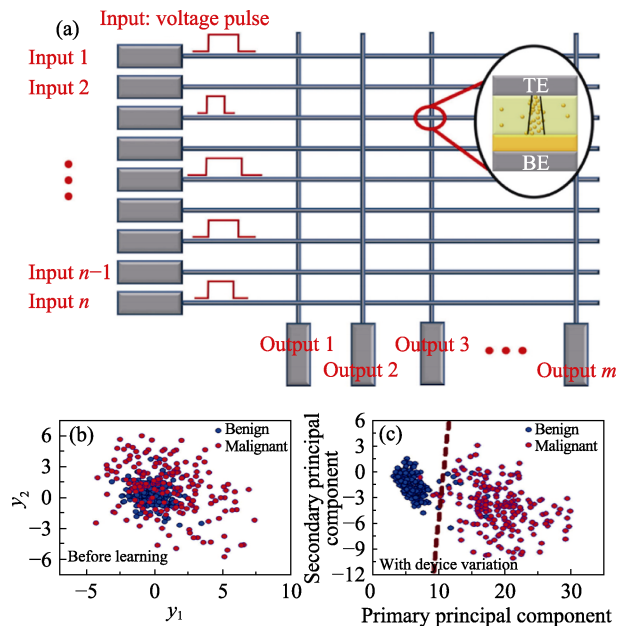 (a)
Input: voltage pulse
Input 1
Input 2
Input n−1
Input n
TE
BE
Output 1
Output 2
Output 3
Output m
(b)
Benign
Malignant
y2
6
3
0
−3
−6
Before learning
−5
0
5
10
y1
(c)
Benign
Malignant
Secondary principal
component
6
3
0
−3
−6
−9
−12
With device variation
0
10
20
30
Primary principal component